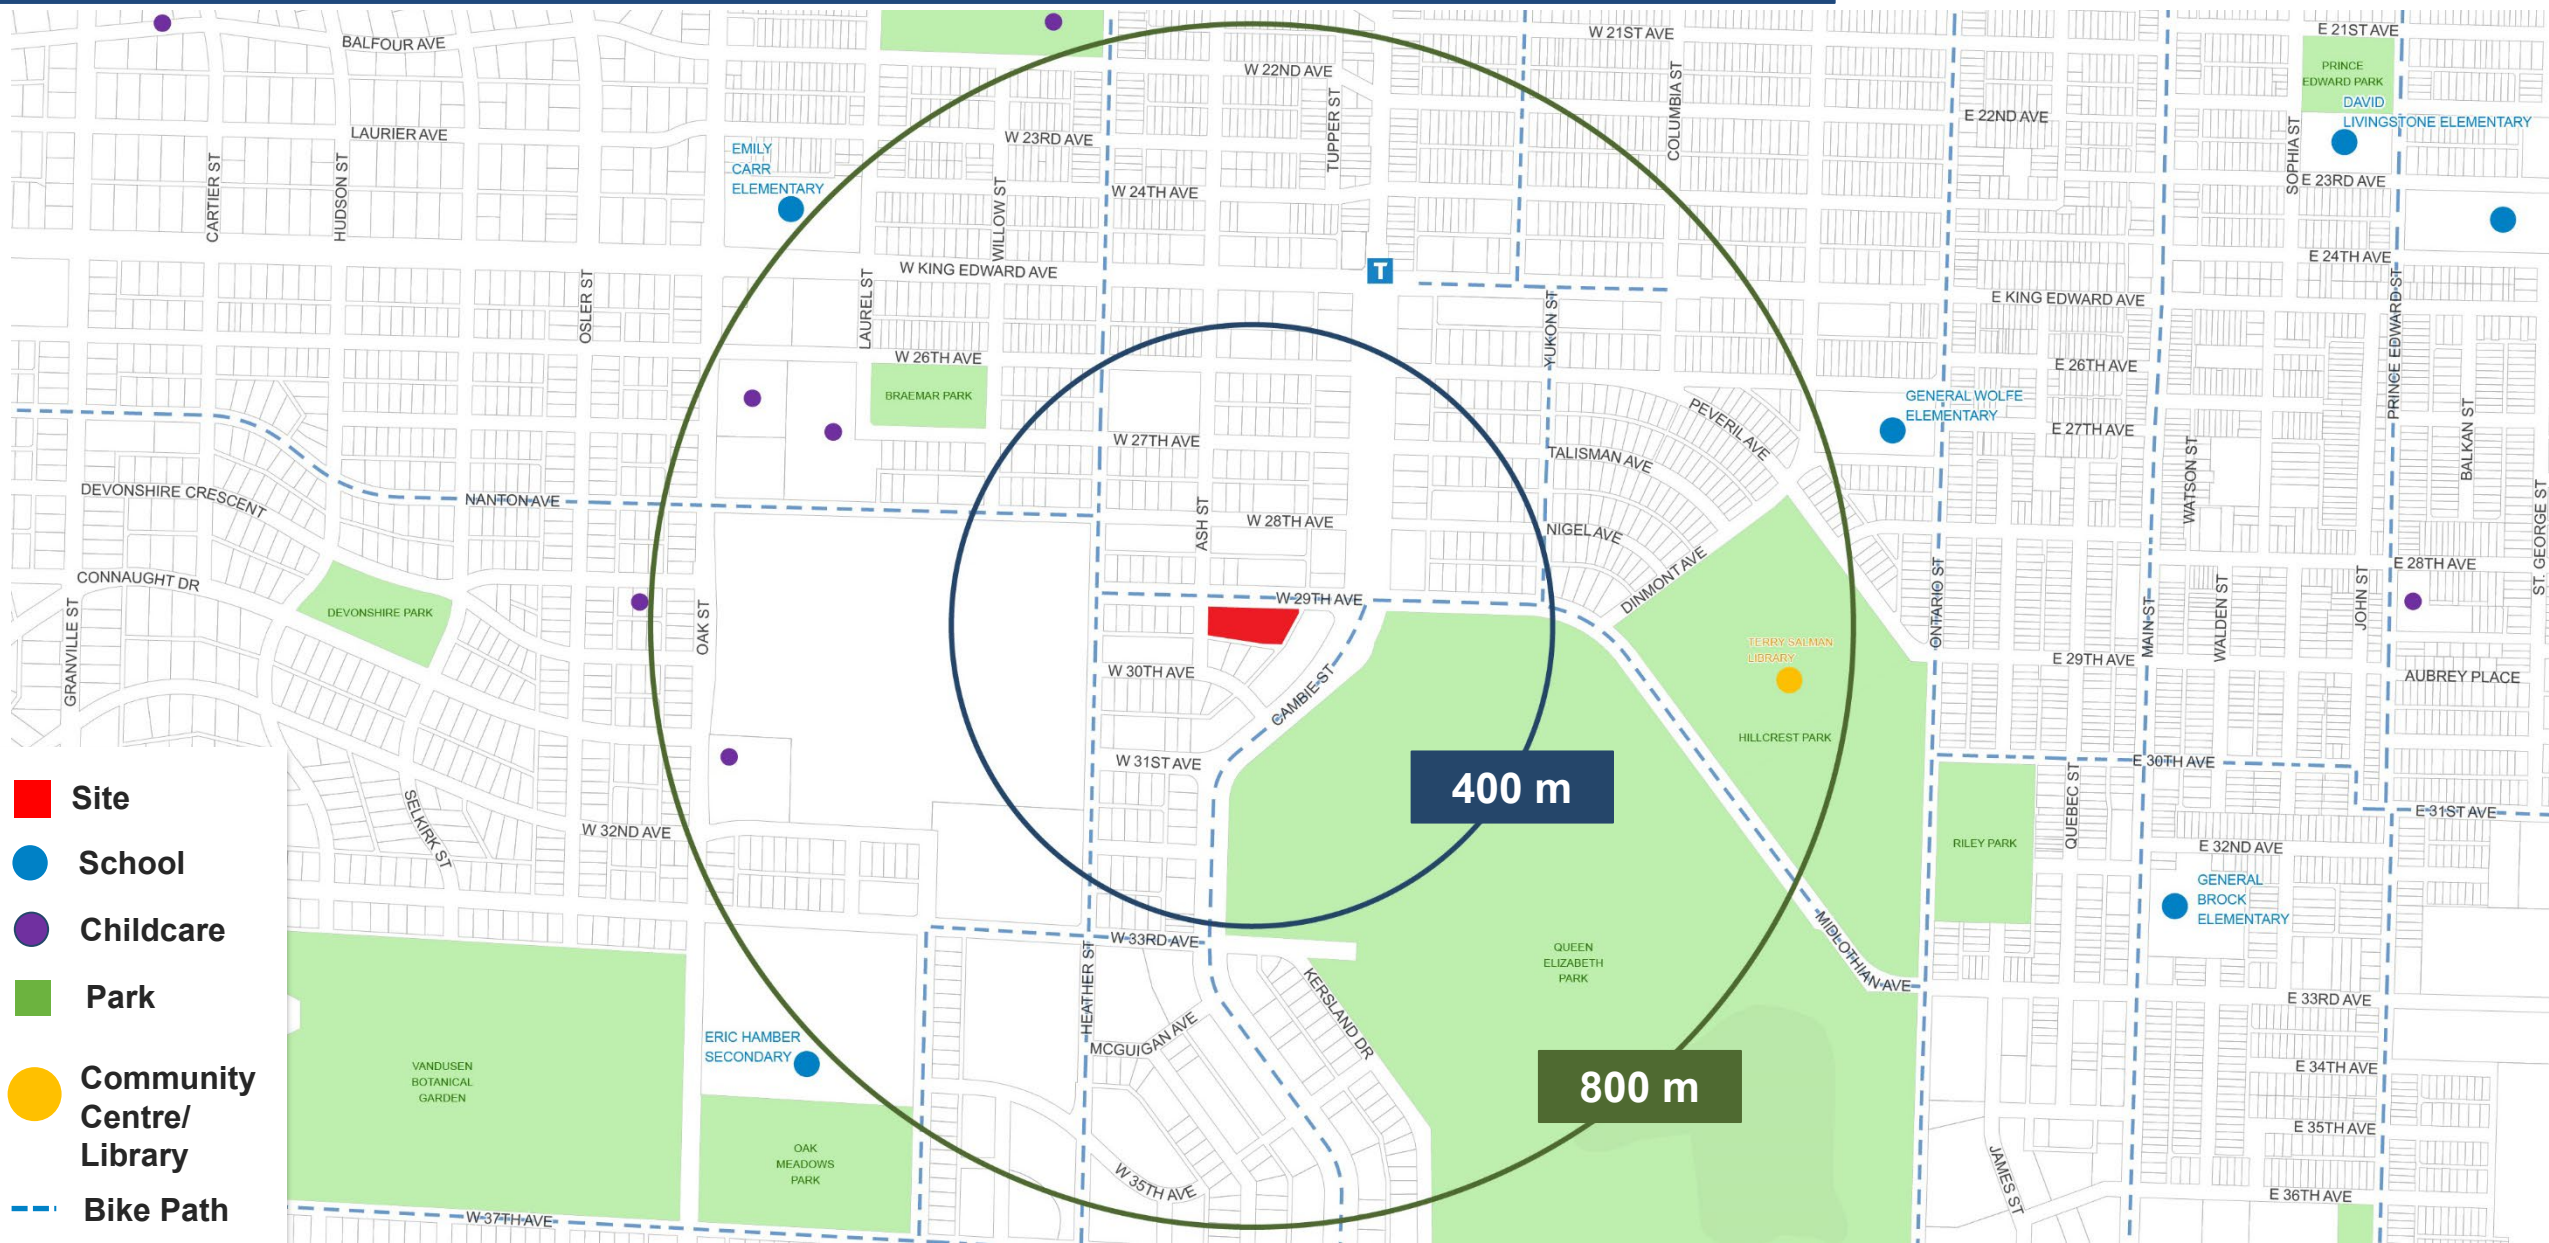 BALFOUR AVE
W 21ST AVE
E 21ST AVE
W 22ND AVE
PRINCE
EDWARD PARK
DAVID
LIVINGSTONE ELEMENTARY
TUPPER ST
COLUMBIA ST
E 22ND AVE
SOPHIA ST
LAURIER AVE
W 23RD AVE
EMILY
CARR
ELEMENTARY
CARTIER ST
HUDSON ST
WILLOW ST
W 24TH AVE
E 23RD AVE
E 24TH AVE
OSLER ST
LAUREL ST
W KING EDWARD AVE
T
E KING EDWARD AVE
YUKON ST
PRINCE EDWARD ST
W 26TH AVE
E 26TH AVE
BRAEMAR PARK
PEVERIL AVE
GENERAL WOLFE
ELEMENTARY
E 27TH AVE
W 27TH AVE
TALISMAN AVE
WATSON ST
BALKAN ST
DEVONSHIRE CRESCENT
NANTON AVE
ASH ST
W 28TH AVE
NIGEL AVE
DINMONT AVE
ST. GEORGE ST
E 28TH AVE
CONNAUGHT DR
DEVONSHIRE PARK
GRANVILLE ST
OAK ST
W 29TH AVE
ONTARIO ST
MAIN ST
WALDEN ST
JOHN ST
TERRY SALMAN
LIBRARY
E 29TH AVE
AUBREY PLACE
W 30TH AVE
CAMBIE ST
HILLCREST PARK
W 31ST AVE
E 30TH AVE
400 m
QUEBEC ST
E 31ST AVE
SELKIRK ST
W 32ND AVE
RILEY PARK
E 32ND AVE
GENERAL
BROCK
ELEMENTARY
W 33RD AVE
HEATHER ST
KERSLAND DR
QUEEN
ELIZABETH
PARK
MIDLOTHIAN AVE
E 33RD AVE
ERIC HAMBER
SECONDARY
MCGUIGAN AVE
VANDUSEN
BOTANICAL
GARDEN
800 m
E 34TH AVE
E 35TH AVE
OAK
MEADOWS
PARK
W 35TH AVE
JAMES ST
E 36TH AVE
W 37TH AVE
Site
School
Childcare
Park
Community
Centre/
Library
Bike Path